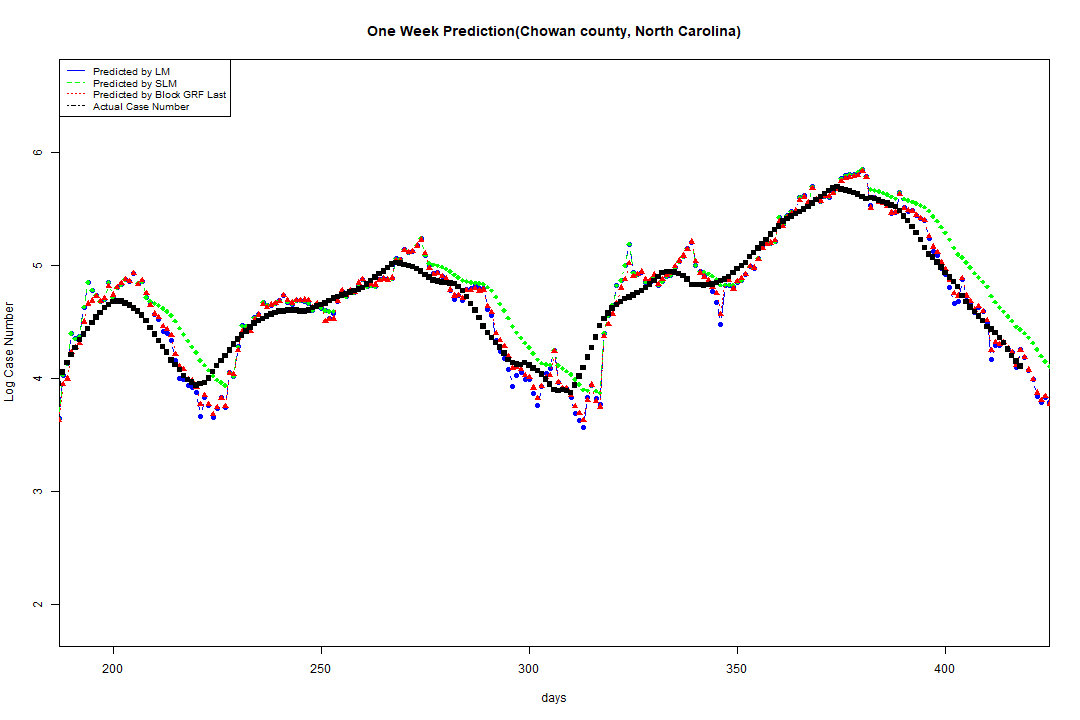 One Week Prediction(Chowan county, North Carolina)
Predicted by LM
Predicted by SLM
Predicted by Block GRF Last
Actual Case Number
6
5
4
3
2
Log Case Number
200 250 300 350 400
days